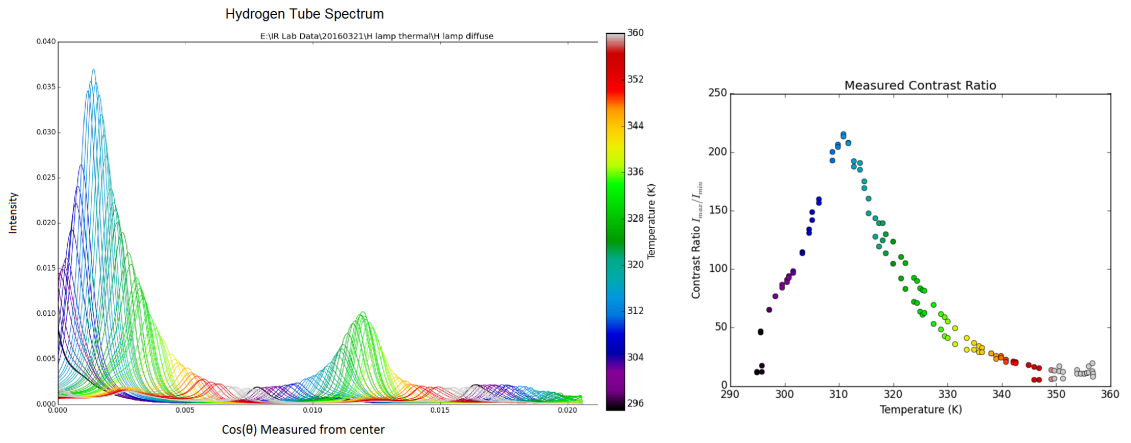 Hydrogen Tube Spectrum
E:\IR Lab Data\20160321\H lamp thermal\H lamp diffuse
0.040
0.035
0.030
0.025
0.020
0.015
0.010
0.005
0.000
Intensity
0.000 0.005 0.010 0.015 0.020
Cos(θ) Measured from center
360
352
344
336
328
320
312
304
296
Temperature (K)
Measured Contrast Ratio
250
200
150
100
50
0
Contrast Ratio I_max/I_min
290 300 310 320 330 340 350 360
Temperature (K)